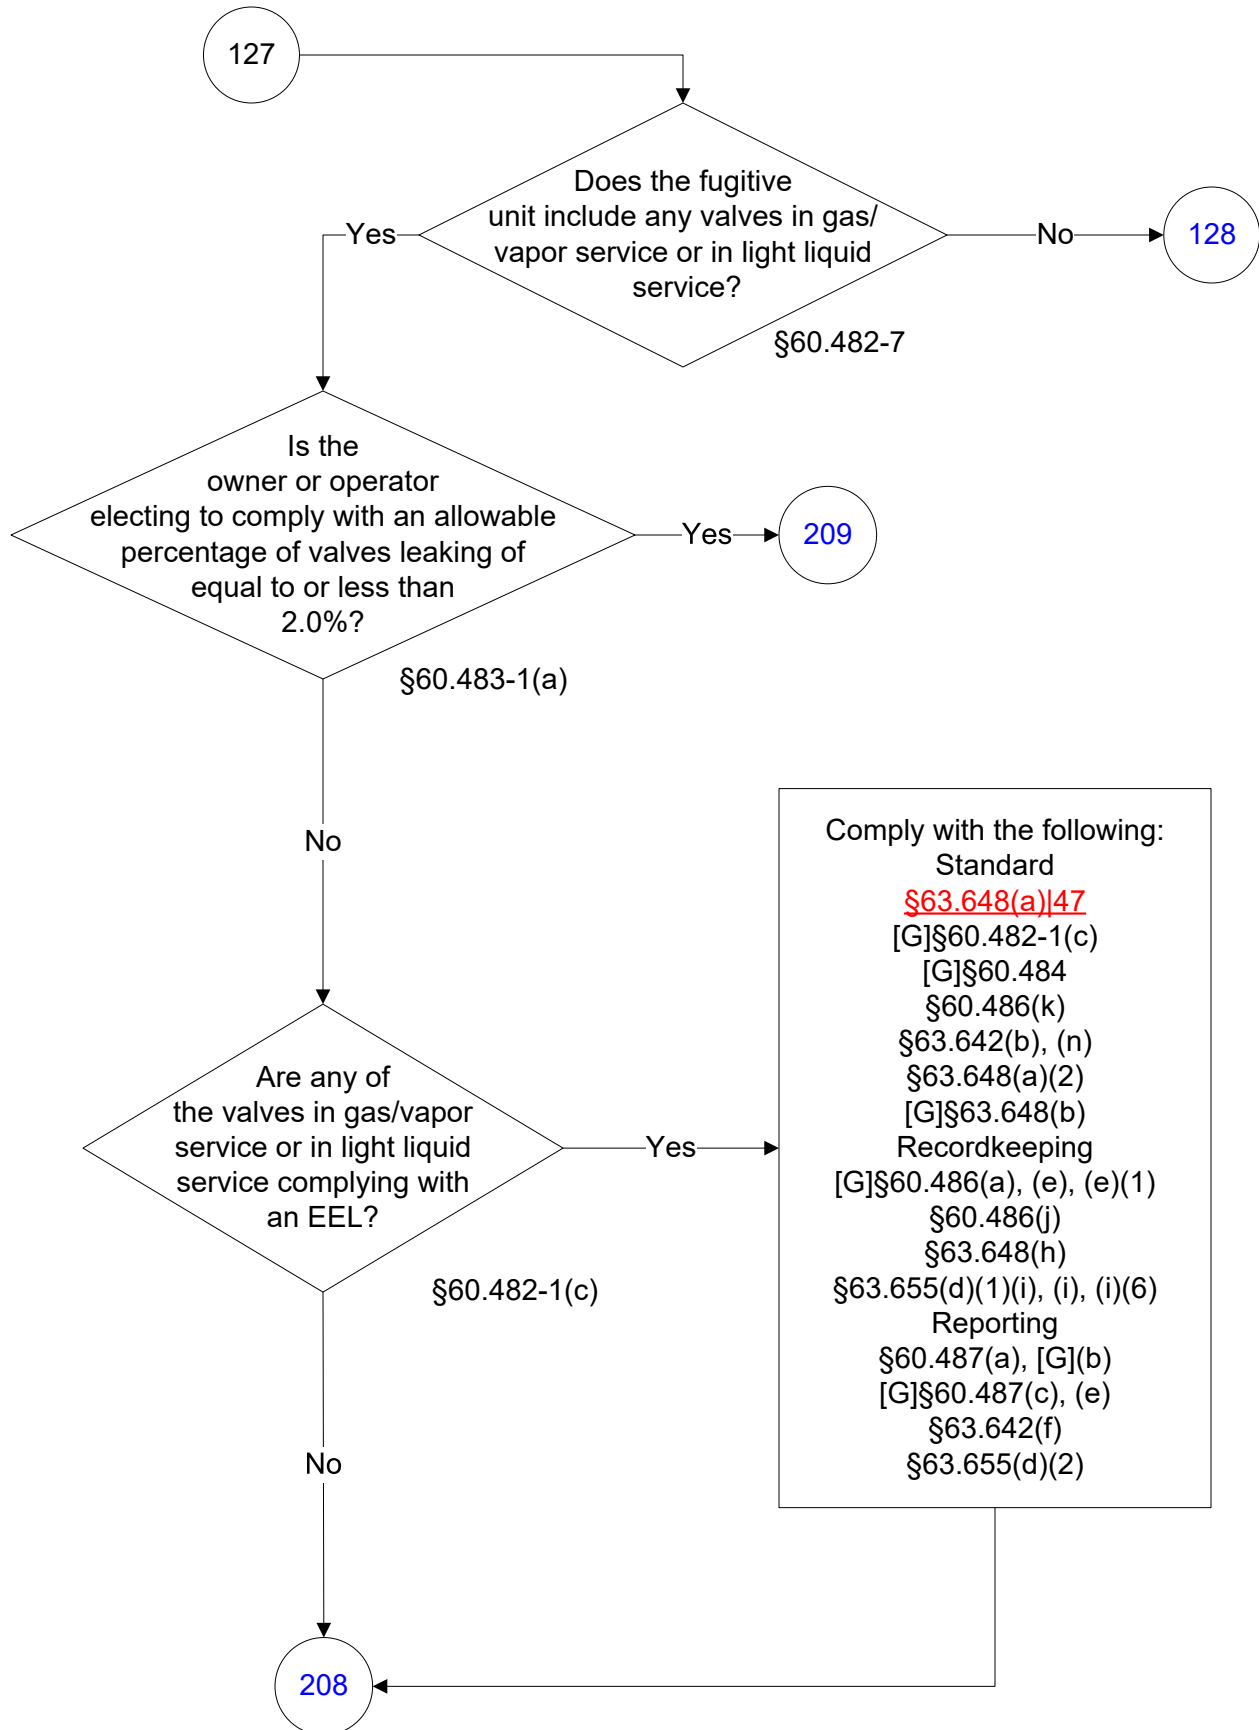 127
Does the fugitive
unit include any valves in gas/
vapor service or in light liquid
service?
Yes
No
128
§60.482-7
Is the
owner or operator
electing to comply with an allowable
percentage of valves leaking of
equal to or less than
2.0%?
Yes
209
§60.483-1(a)
No
Comply with the following:
Standard
§63.648(a)|47
[G]§60.482-1(c)
[G]§60.484
§60.486(k)
§63.642(b), (n)
§63.648(a)(2)
[G]§63.648(b)
Recordkeeping
[G]§60.486(a), (e), (e)(1)
§60.486(j)
§63.648(h)
§63.655(d)(1)(i), (i), (i)(6)
Reporting
§60.487(a), [G](b)
[G]§60.487(c), (e)
§63.642(f)
§63.655(d)(2)
Are any of
the valves in gas/vapor
service or in light liquid
service complying with
an EEL?
Yes
§60.482-1(c)
No
208